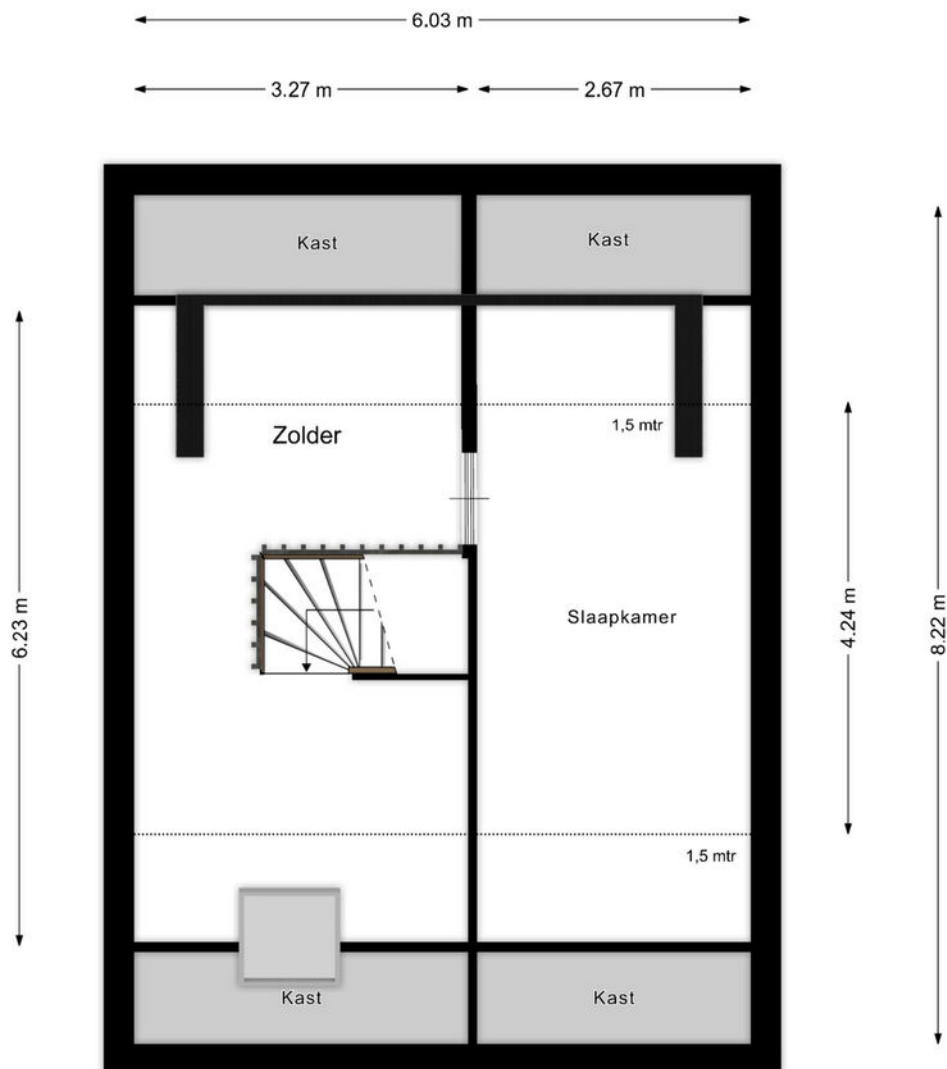 6.03 m
3.27 m
2.67 m
Kast
Kast
Zolder
1,5 mtr
6.23 m
Slaapkamer
4.24 m
8.22 m
1,5 mtr
Kast
Kast